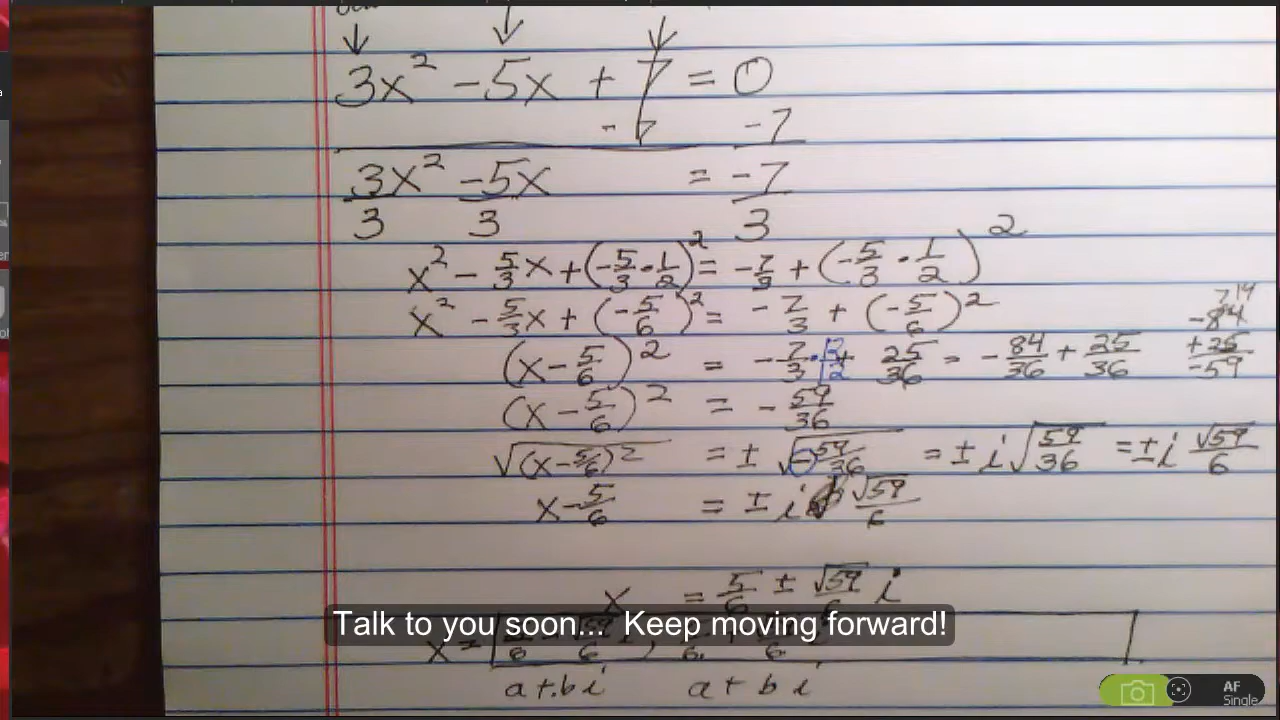 3x² - 5x + 7 = 0
- 7 -7
3x² - 5x = -7
3 3 3
x² - 5/3 x + (-5/3 · 1/2)² = -7/3 + (-5/3 · 1/2)²
x² - 5/3 x + (-5/6)² = -7/3 + (-5/6)²
(x - 5/6)² = -7/3 · 12/12 + 25/36 = -84/36 + 25/36
-84
+25
-59
(x - 5/6)² = -59/36
√(x - 5/6)² = ± √(-59/36) = ± i √(59/36) = ± i √59/6
x - 5/6 = ± i √59/6
x = 5/6 ± √59/6 i
Talk to you soon... Keep moving forward!
x =
a + bi a + bi
AF
Single